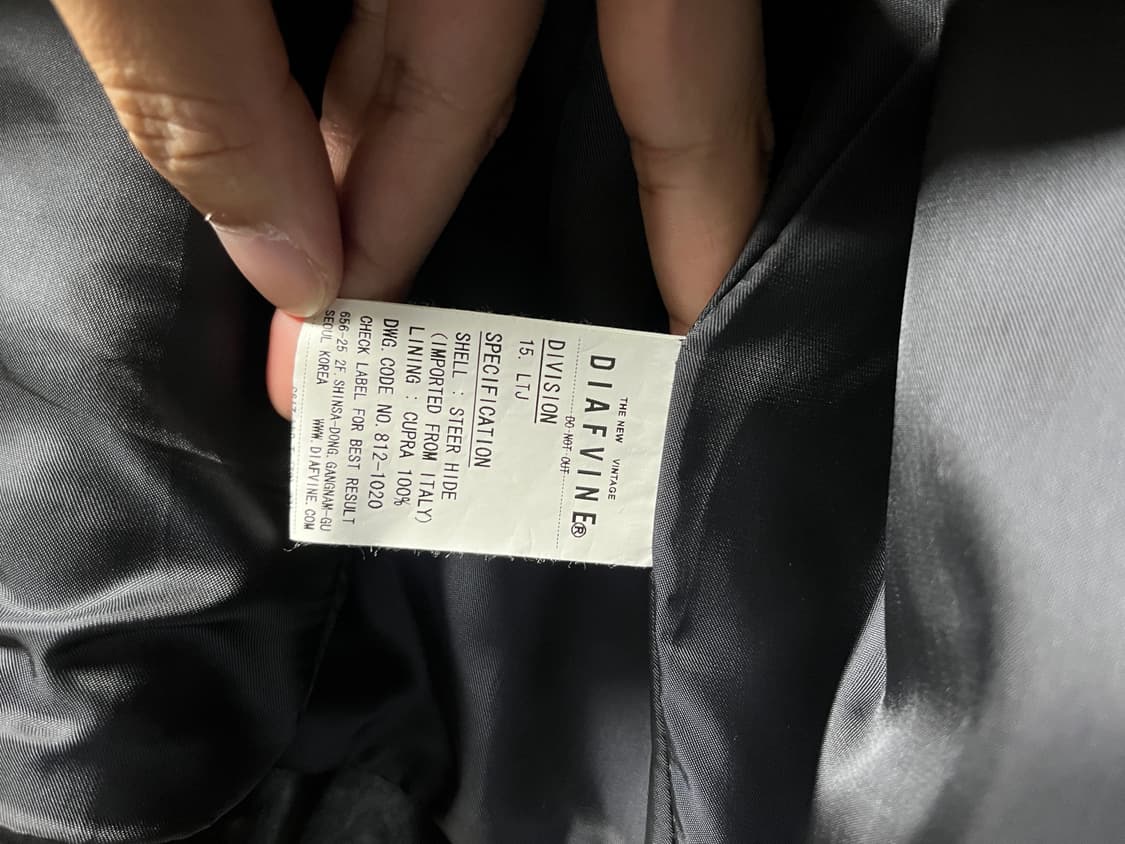 THE NEW VINTAGE
DIAFVINE®
DO NOT CUT
DIVISION
15. LTJ
SPECIFICATION
SHELL : STEER HIDE
(IMPORTED FROM ITALY)
LINING : CUPRA 100%
DWG. CODE NO. 812-1020
CHECK LABEL FOR BEST RESULT
656-25 2F SHINSA-DONG. GANGNAM-GU
SEOUL KOREA WWW.DIAFVINE.COM